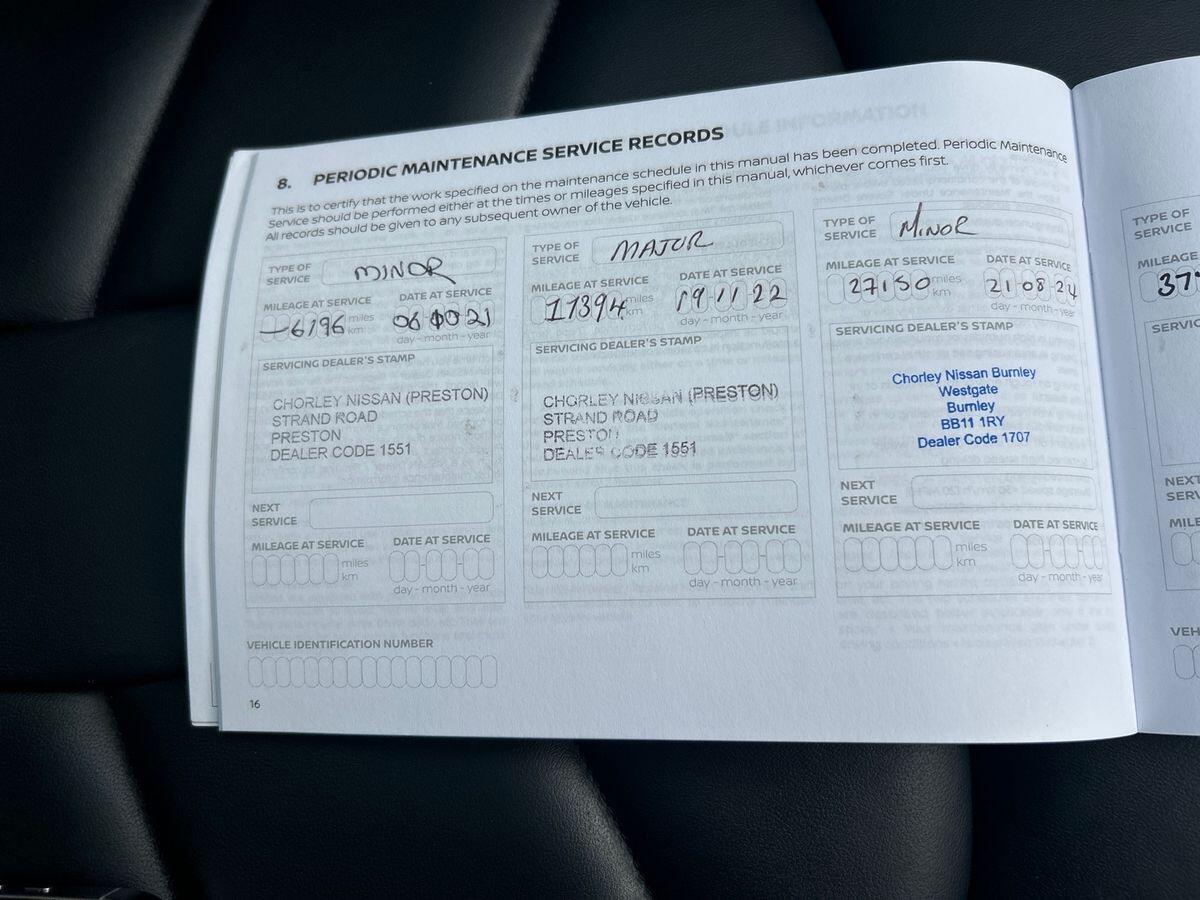 8. PERIODIC MAINTENANCE SERVICE RECORDS
This is to certify that the work specified on the maintenance schedule in this manual has been completed. Periodic Maintenance
Service should be performed either at the times or mileages specified in this manual, whichever comes first.
All records should be given to any subsequent owner of the vehicle.
TYPE OF
SERVICE
MINOR
MILEAGE AT SERVICE
DATE AT SERVICE
6196 miles
km
day - month - year
SERVICING DEALER'S STAMP
CHORLEY NISSAN (PRESTON)
STRAND ROAD
PRESTON
DEALER CODE 1551
NEXT
SERVICE
MILEAGE AT SERVICE
DATE AT SERVICE
miles
km
day - month - year
VEHICLE IDENTIFICATION NUMBER
16
TYPE OF
SERVICE
MAJOR
MILEAGE AT SERVICE
DATE AT SERVICE
17394 miles
km
19-11-22
day - month - year
SERVICING DEALER'S STAMP
CHORLEY NISSAN (PRESTON)
STRAND ROAD
PRESTON
DEALER CODE 1551
NEXT
SERVICE
MILEAGE AT SERVICE
DATE AT SERVICE
miles
km
day - month - year
TYPE OF
SERVICE
MINOR
MILEAGE AT SERVICE
DATE AT SERVICE
27150 miles
km
21-08-24
day - month - year
SERVICING DEALER'S STAMP
Chorley Nissan Burnley
Westgate
Burnley
BB11 1RY
Dealer Code 1707
NEXT
SERVICE
MILEAGE AT SERVICE
DATE AT SERVICE
miles
km
day - month - year
TYPE OF
SERVICE
MILEAGE
37
SERVIC
NEXT
SERV
MILE
VEH